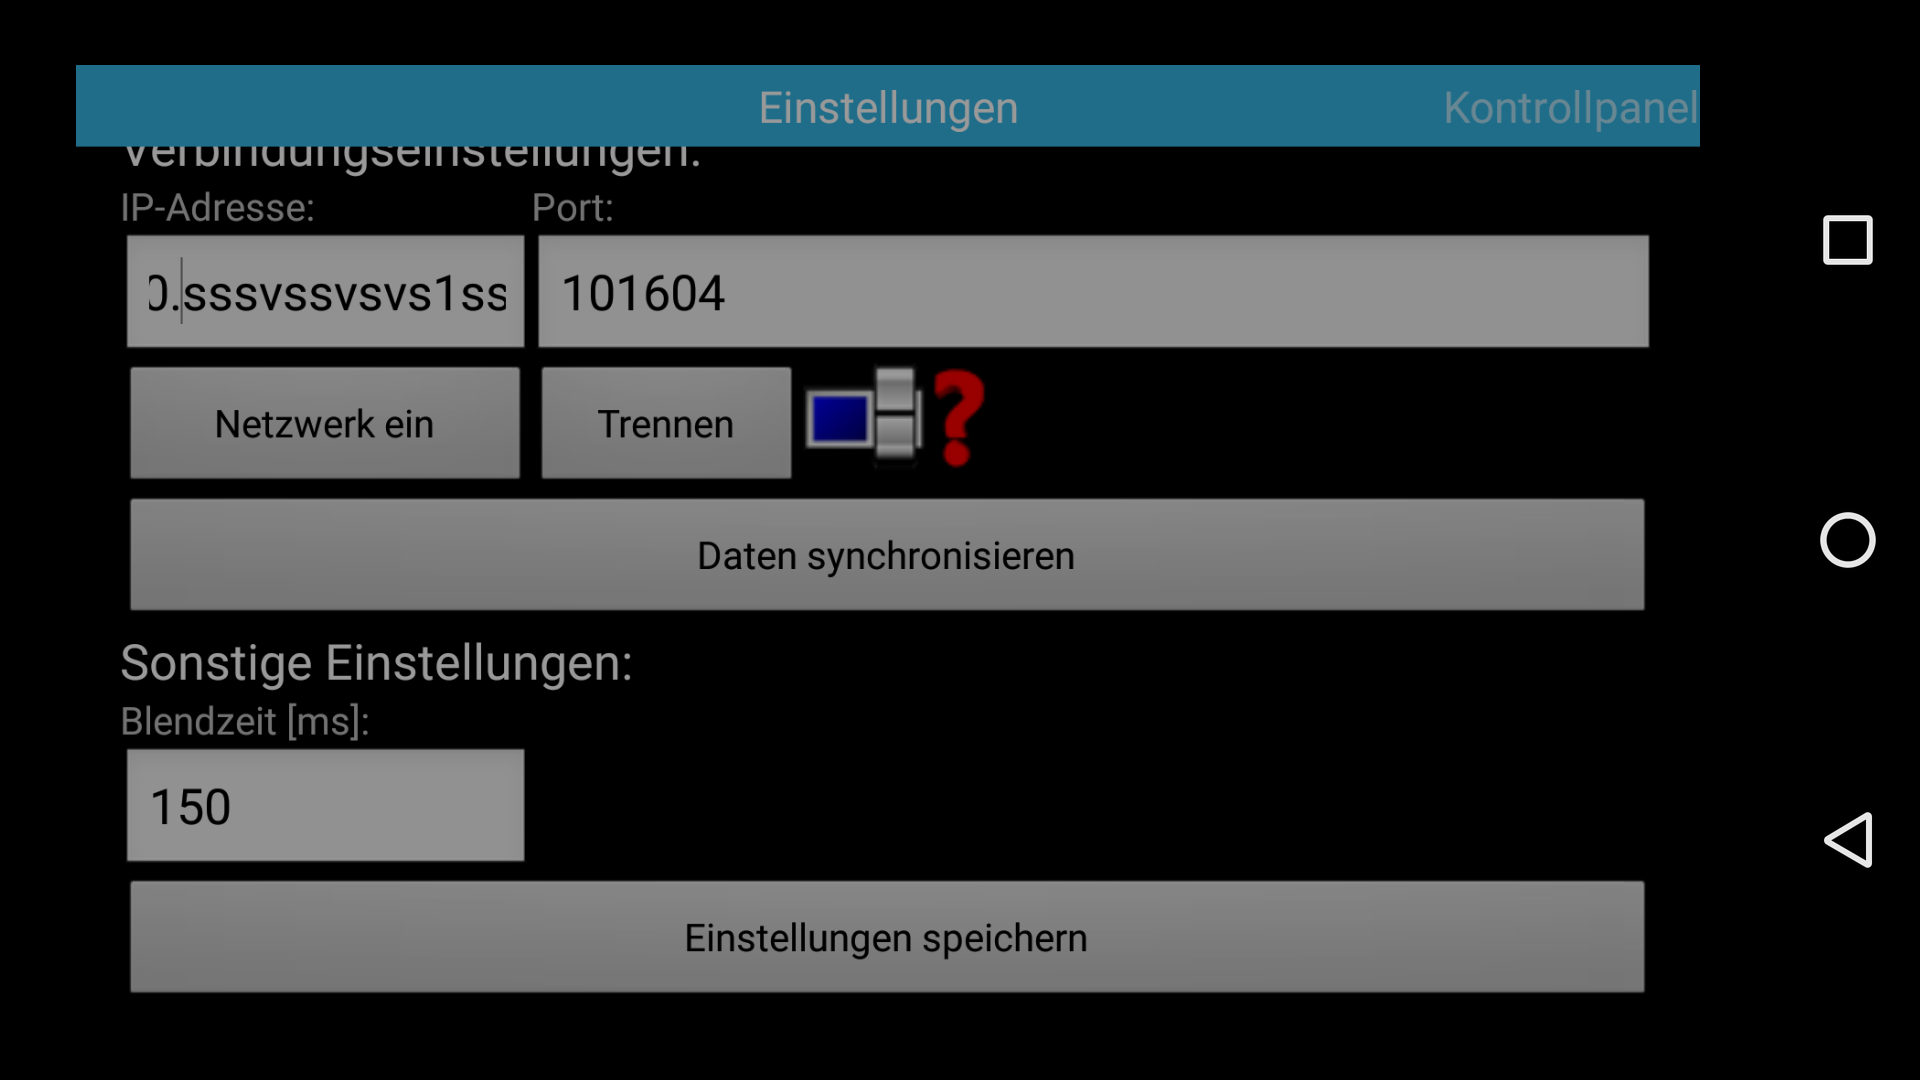 Einstellungen
Kontrollpanel
Verbindungseinstellungen:
IP-Adresse: Port:
0.sssvssvsvs1ss 101604
Netzwerk ein Trennen ?
Daten synchronisieren
Sonstige Einstellungen:
Blendzeit [ms]:
150
Einstellungen speichern